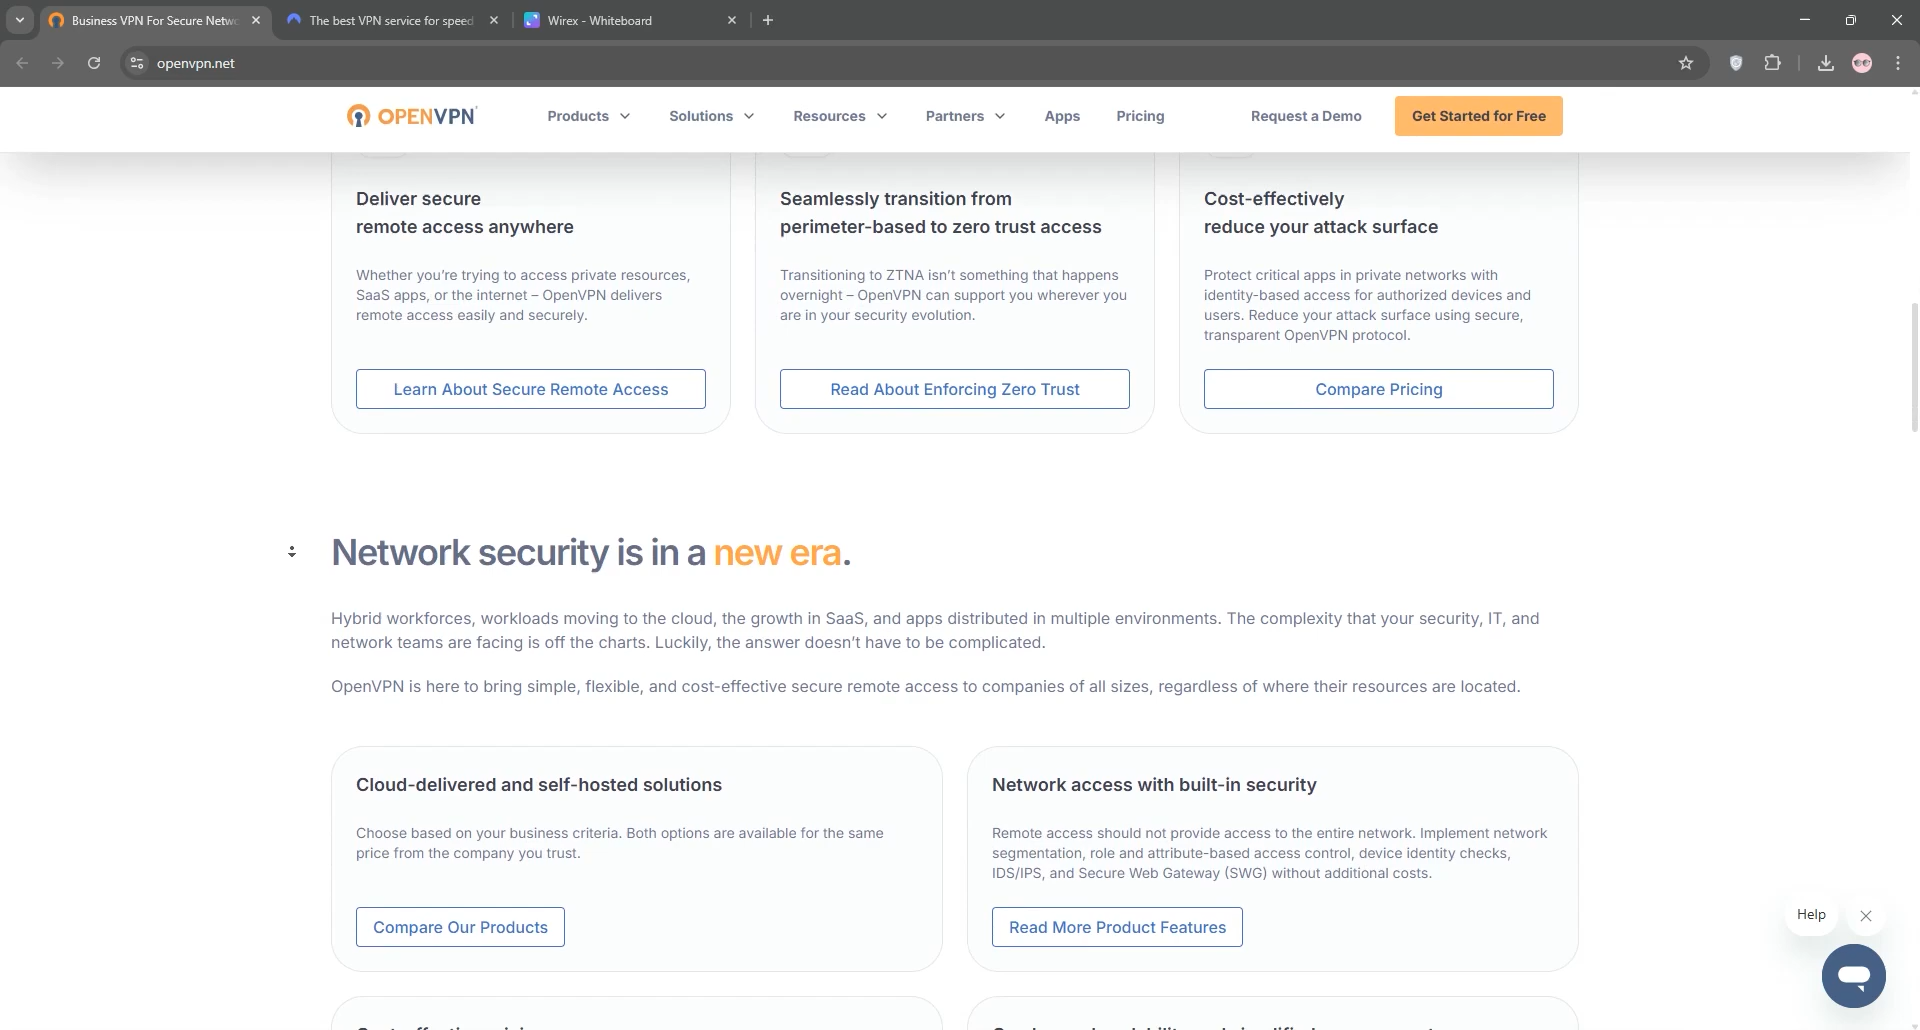 Business VPN For Secure Netwo
The best VPN service for speed
Wirex - Whiteboard
openvpn.net
OPENVPN
Products
Solutions
Resources
Partners
Apps
Pricing
Request a Demo
Get Started for Free
Deliver secure
remote access anywhere
Whether you're trying to access private resources,
SaaS apps, or the internet – OpenVPN delivers
remote access easily and securely.
Learn About Secure Remote Access
Seamlessly transition from
perimeter-based to zero trust access
Transitioning to ZTNA isn't something that happens
overnight – OpenVPN can support you wherever you
are in your security evolution.
Read About Enforcing Zero Trust
Cost-effectively
reduce your attack surface
Protect critical apps in private networks with
identity-based access for authorized devices and
users. Reduce your attack surface using secure,
transparent OpenVPN protocol.
Compare Pricing
Network security is in a new era.
Hybrid workforces, workloads moving to the cloud, the growth in SaaS, and apps distributed in multiple environments. The complexity that your security, IT, and
network teams are facing is off the charts. Luckily, the answer doesn't have to be complicated.
OpenVPN is here to bring simple, flexible, and cost-effective secure remote access to companies of all sizes, regardless of where their resources are located.
Cloud-delivered and self-hosted solutions
Choose based on your business criteria. Both options are available for the same
price from the company you trust.
Compare Our Products
Network access with built-in security
Remote access should not provide access to the entire network. Implement network
segmentation, role and attribute-based access control, device identity checks,
IDS/IPS, and Secure Web Gateway (SWG) without additional costs.
Read More Product Features
Help